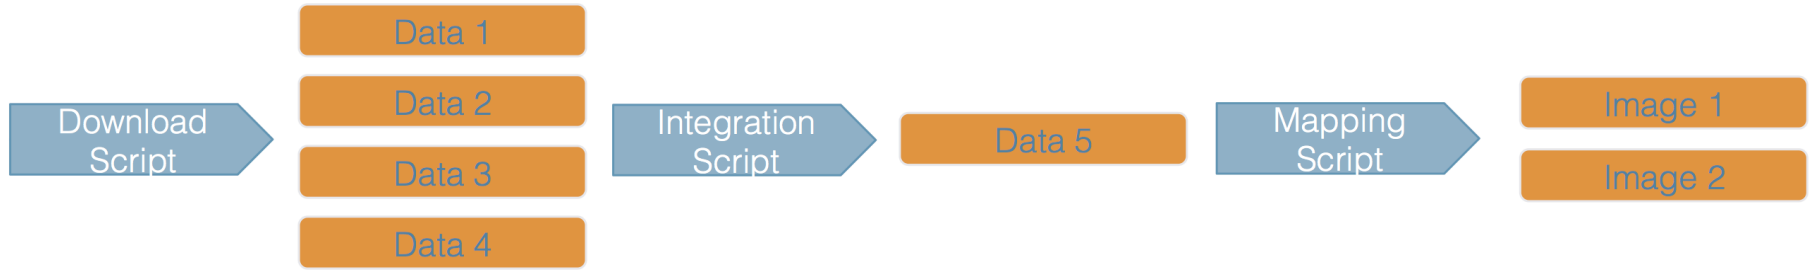 Download
Script
Data 1
Data 2
Data 3
Data 4
Integration
Script
Data 5
Mapping
Script
Image 1
Image 2